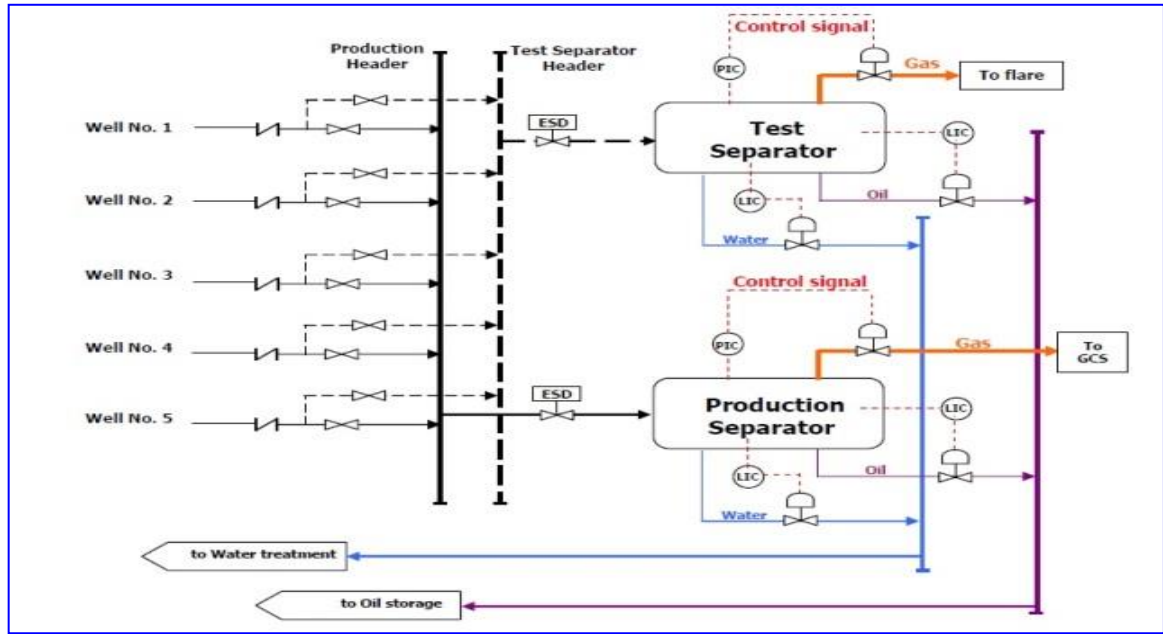 Production
Header
Test Separator
Header
Control signal
PIC
Gas
To flare
Well No. 1
ESD
Test
Separator
LIC
Well No. 2
LIC
Oil
Water
Well No. 3
Control signal
Well No. 4
PIC
Gas
To
GCS
Well No. 5
ESD
Production
Separator
LIC
LIC
Oil
Water
to Water treatment
to Oil storage